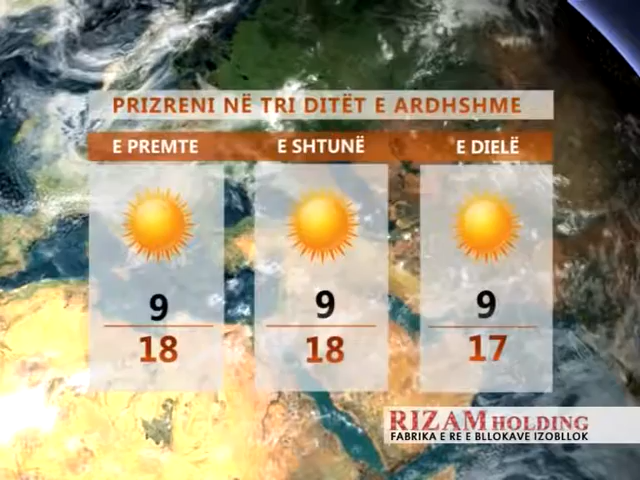 PRIZRENI NË TRI DITËT E ARDHSHME
E PREMTE E SHTUNË E DIELË
9 9 9
18 18 17
RIZAM HOLDING
FABRIKA E RE E BLLOKAVE IZOBLLOK